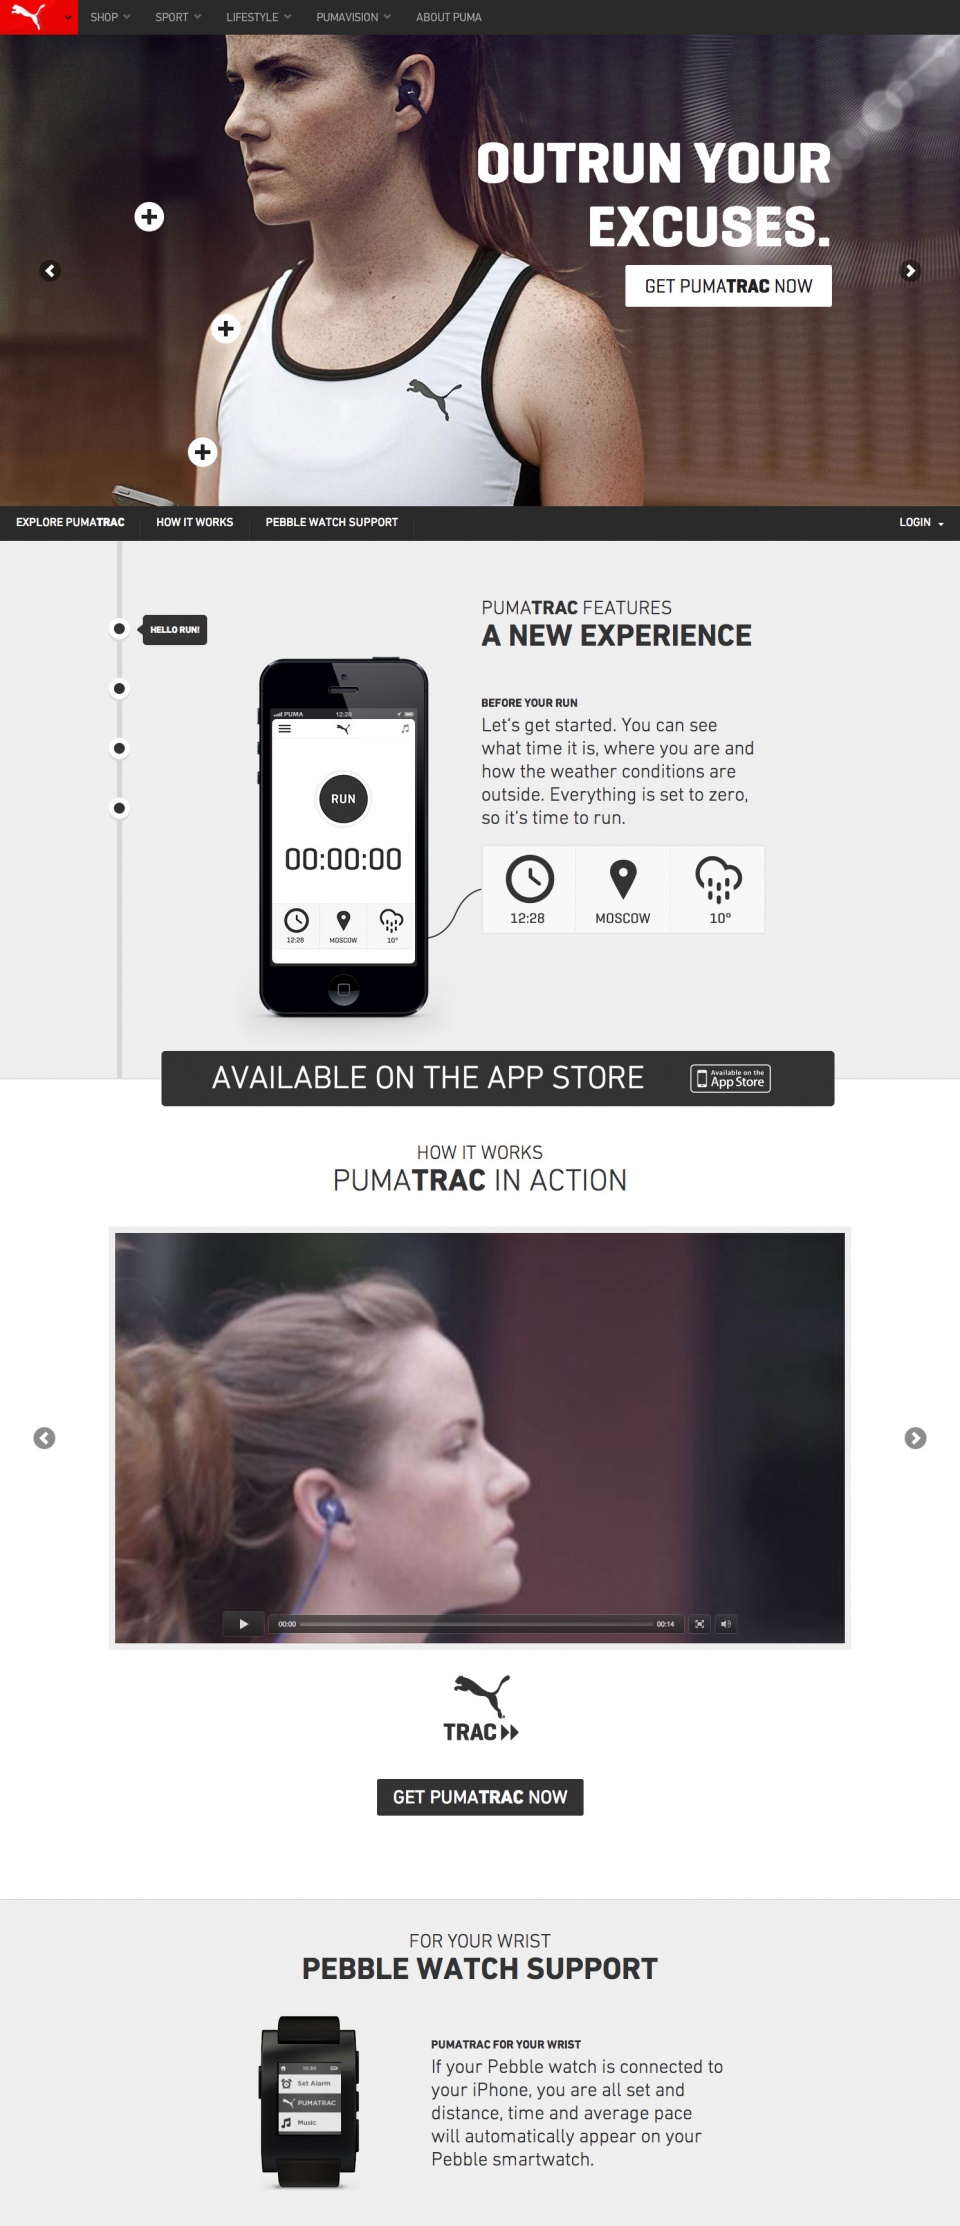 SHOP SPORT LIFESTYLE PUMAVISION ABOUT PUMA
OUTRUN YOUR
EXCUSES.
GET PUMATRAC NOW
EXPLORE PUMATRAC HOW IT WORKS PEBBLE WATCH SUPPORT LOGIN
HELLO RUN!
PUMA 12:28
RUN
00:00:00
12:28 MOSCOW 10°
PUMATRAC FEATURES
A NEW EXPERIENCE
BEFORE YOUR RUN
Let's get started. You can see
what time it is, where you are and
how the weather conditions are
outside. Everything is set to zero,
so it's time to run.
12:28 MOSCOW 10°
AVAILABLE ON THE APP STORE
Available on the
App Store
HOW IT WORKS
PUMATRAC IN ACTION
00:00 00:14
TRAC
GET PUMATRAC NOW
FOR YOUR WRIST
PEBBLE WATCH SUPPORT
10:30
Set Alarm
PUMATRAC
Music
PUMATRAC FOR YOUR WRIST
If your Pebble watch is connected to
your iPhone, you are all set and
distance, time and average pace
will automatically appear on your
Pebble smartwatch.